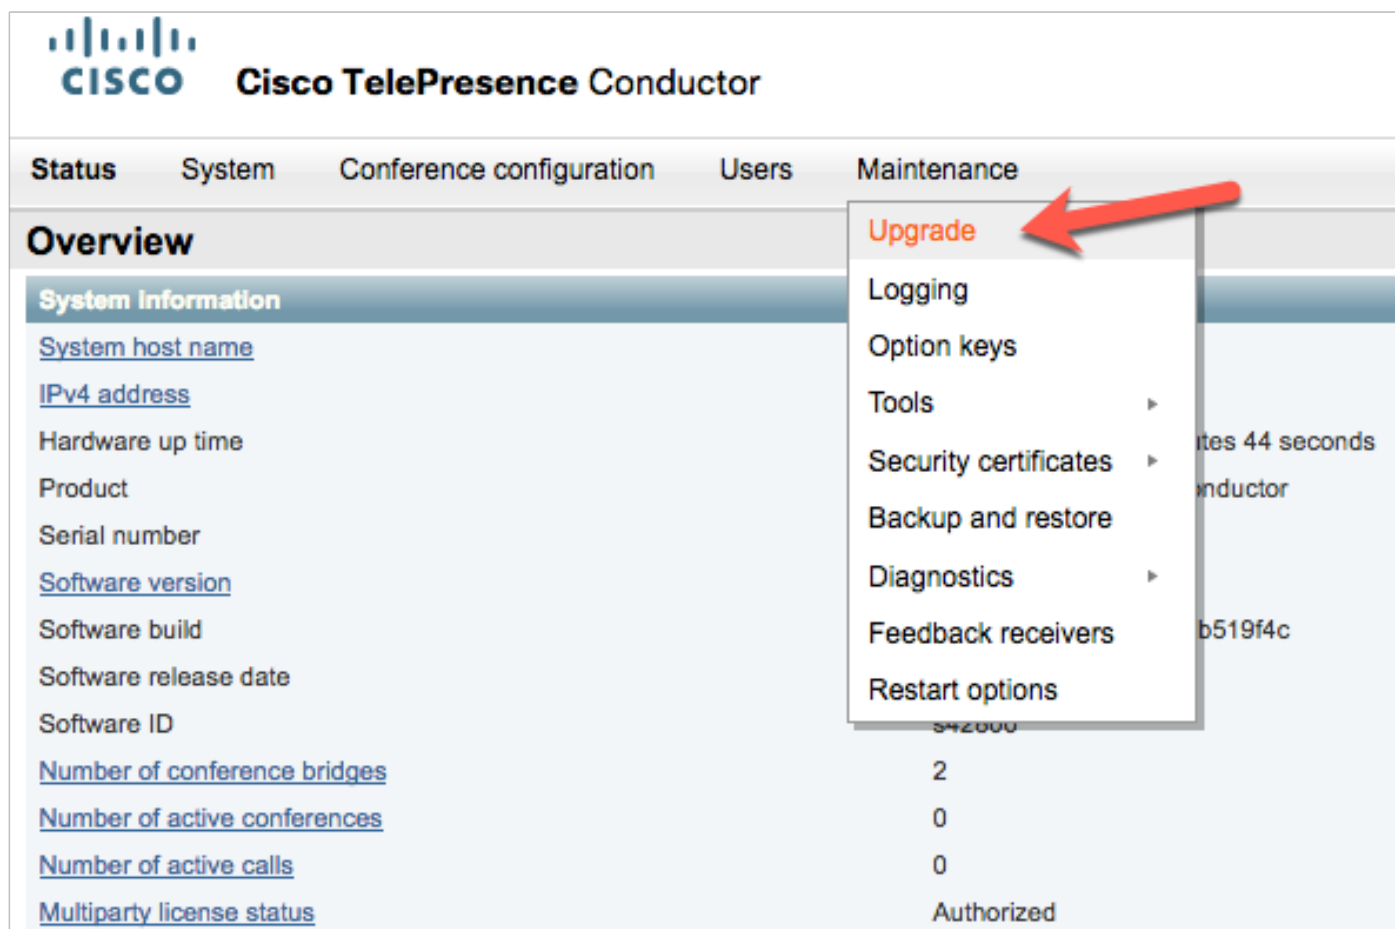 CISCO
Cisco TelePresence Conductor
Status System Conference configuration Users Maintenance
Overview
Upgrade
Logging
Option keys
Tools
Security certificates
Backup and restore
Diagnostics
Feedback receivers
Restart options
System information
System host name
IPv4 address
Hardware up time
tes 44 seconds
Product
onductor
Serial number
Software version
Software build
b519f4c
Software release date
Software ID
s42800
Number of conference bridges 2
Number of active conferences 0
Number of active calls 0
Multiparty license status Authorized